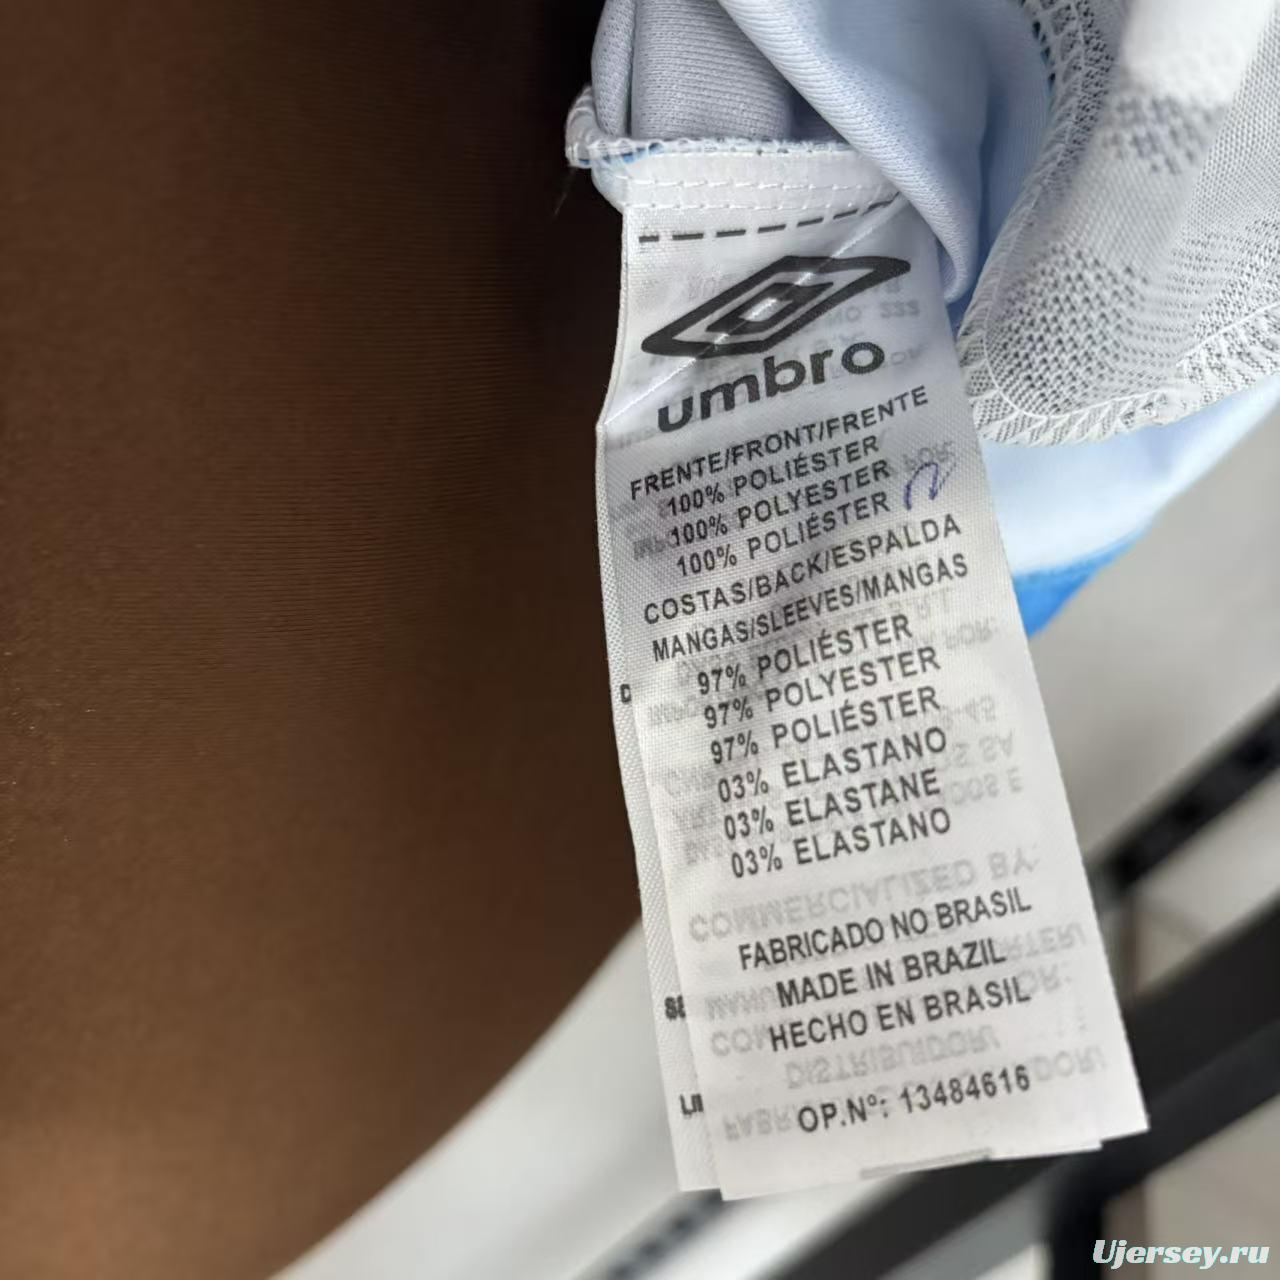 umbro
FRENTE/FRONT/FRENTE
100% POLIÉSTER
100% POLYESTER
100% POLIÉSTER
COSTAS/BACK/ESPALDA
MANGAS/SLEEVES/MANGAS
97% POLIÉSTER
97% POLYESTER
97% POLIÉSTER
03% ELASTANO
03% ELASTANE
03% ELASTANO
FABRICADO NO BRASIL
MADE IN BRAZIL
HECHO EN BRASIL
OP.Nº: 13484616
Ujersey.ru